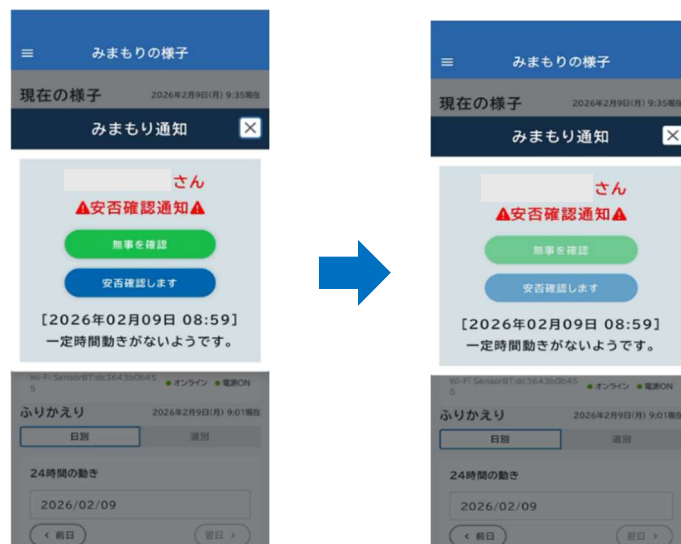 みまもりの様子
現在の様子 2026年2月9日(月) 9:35現在
みまもり通知
さん
安否確認通知
無事を確認
安否確認します
[2026年02月09日 08:59]
一定時間動きがないようです。
Wi-Fi SensorBT:dc3643b0b45
5
オンライン 電源ON
ふりかえり 2026年2月9日(月) 9:01現在
日別 週別
24時間の動き
2026/02/09
< 前日 翌日 >
みまもりの様子
現在の様子 2026年2月9日(月) 9:35現在
みまもり通知
さん
安否確認通知
無事を確認
安否確認します
[2026年02月09日 08:59]
一定時間動きがないようです。
Wi-Fi SensorBT:dc3643b0b45
5
オンライン 電源ON
ふりかえり 2026年2月9日(月) 9:01現在
日別 週別
24時間の動き
2026/02/09
< 前日 翌日 >